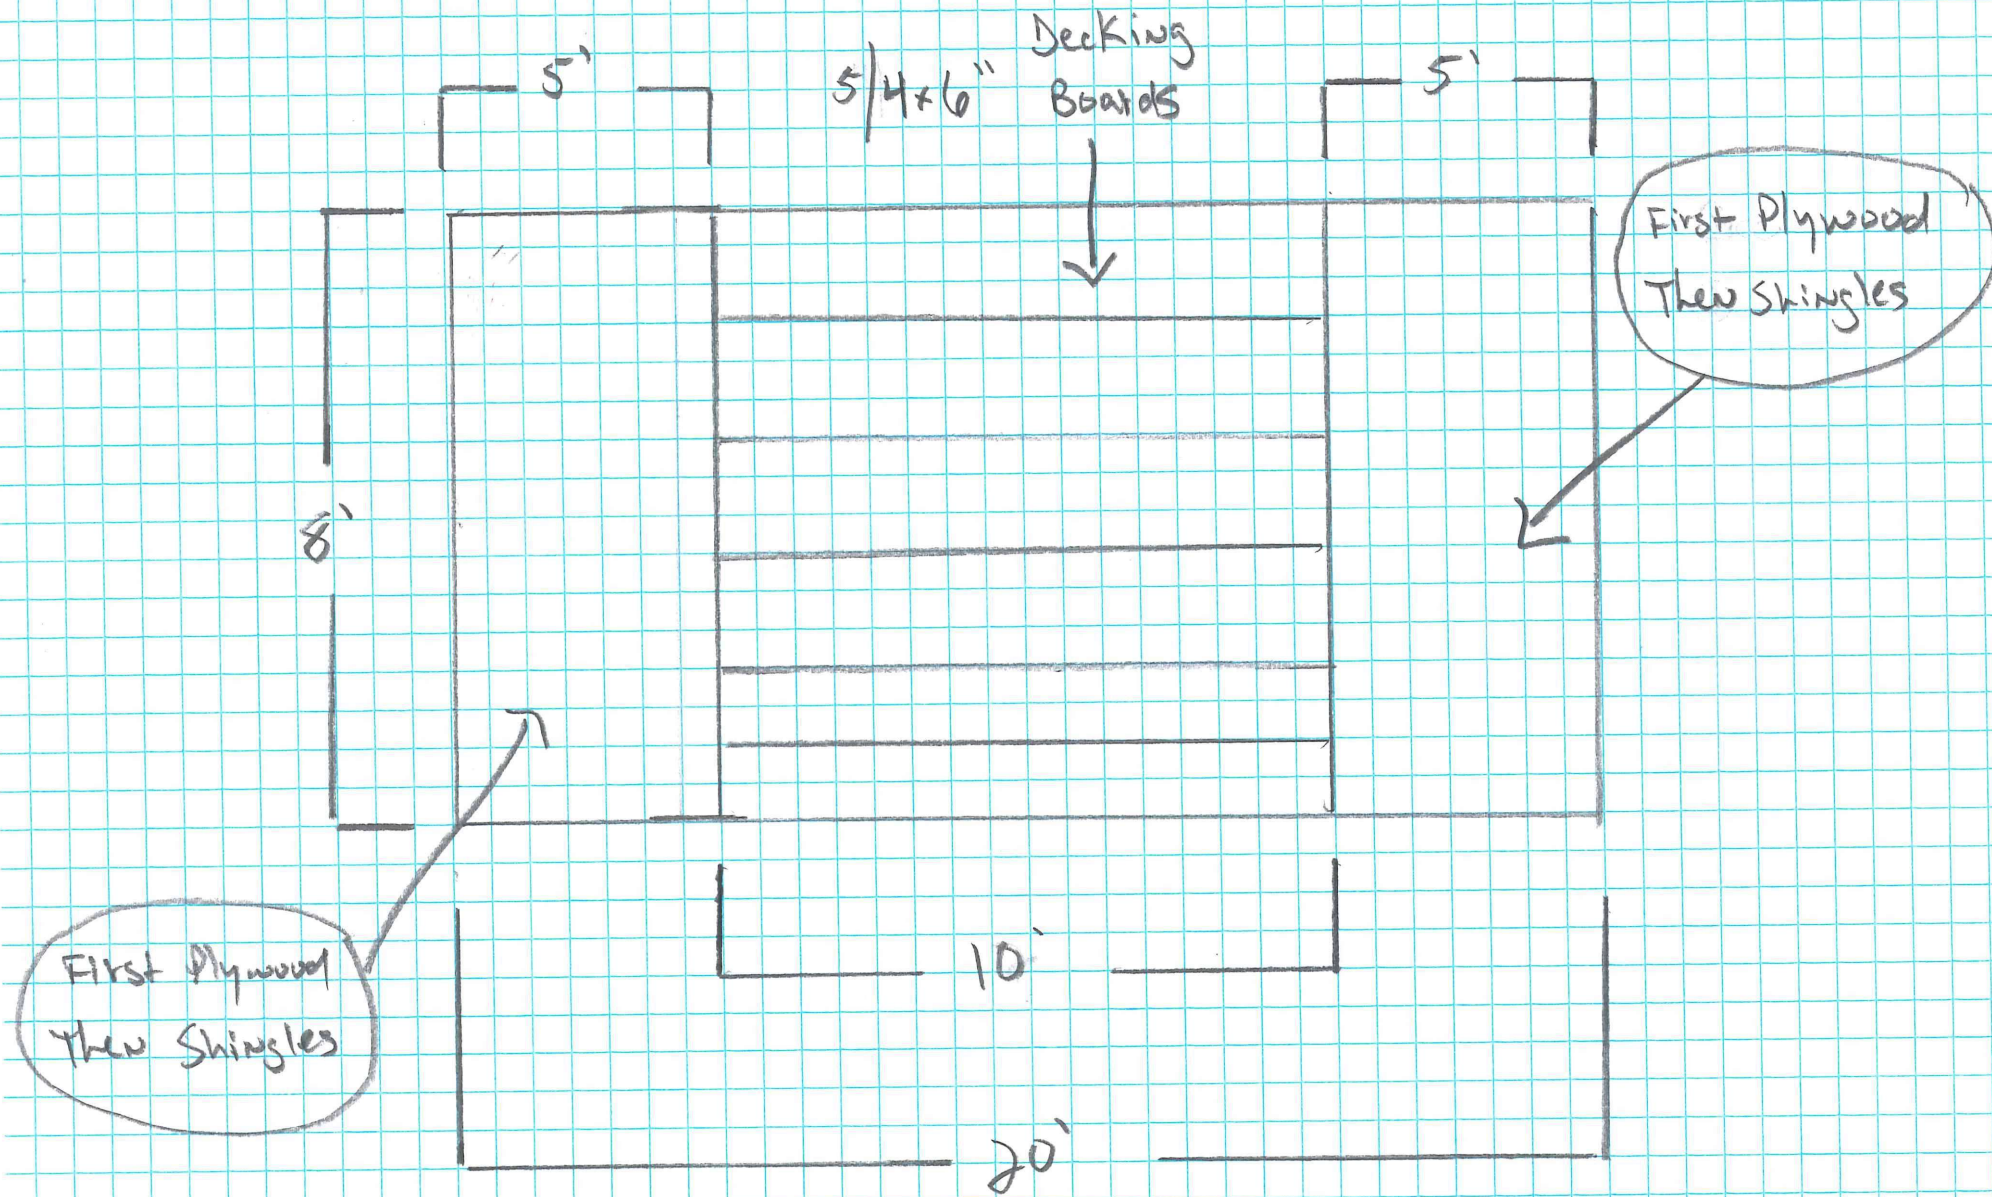 5' 5/4x6" Decking Boards 5'
First Plywood
Then Shingles
8'
First Plywood
Then Shingles
10'
20'